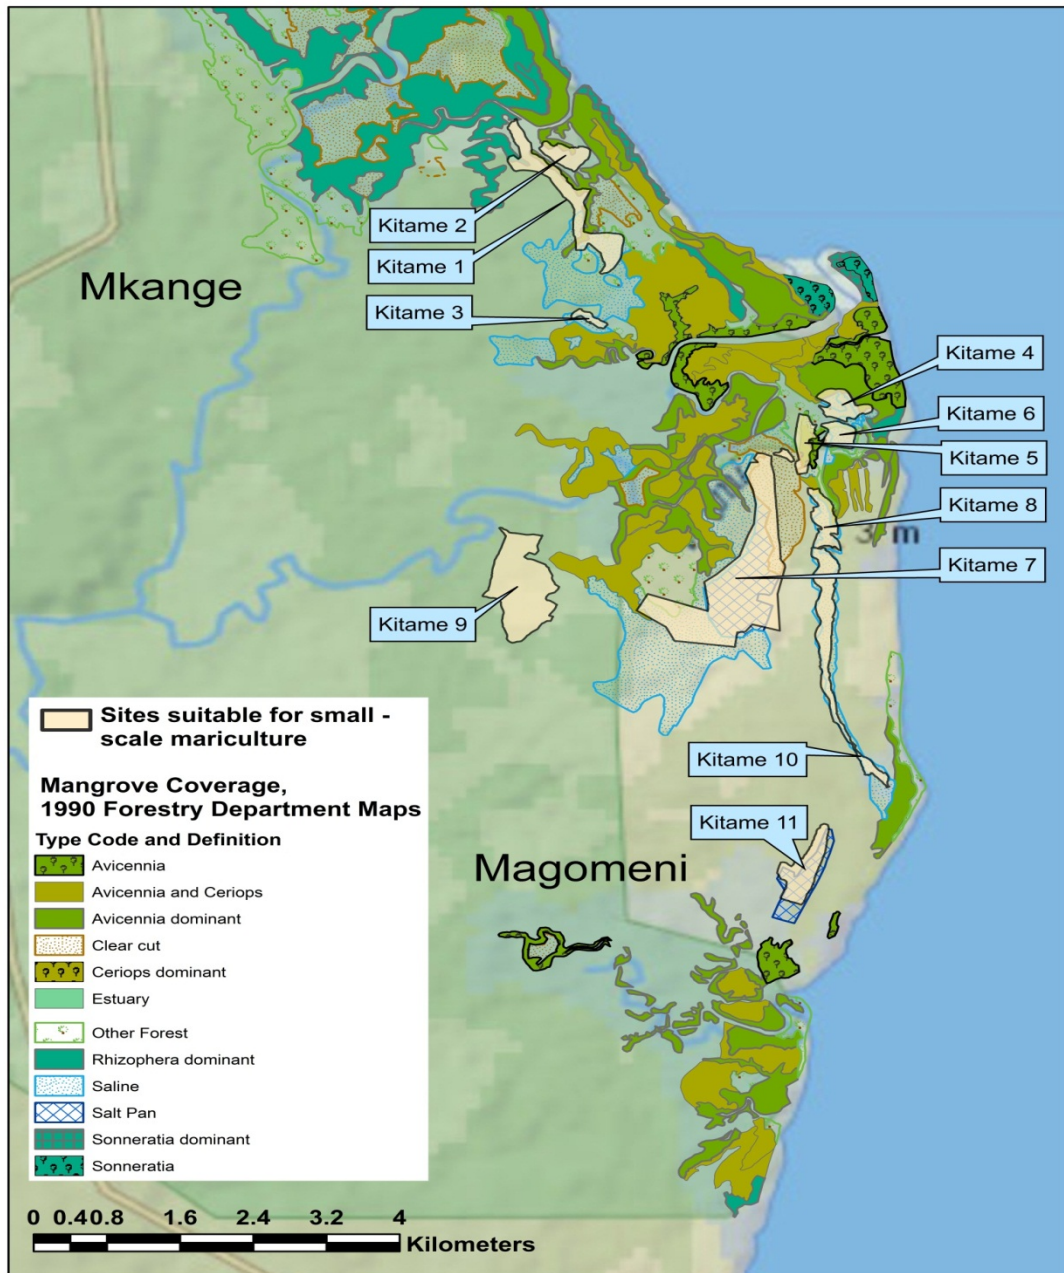 Kitame 2
Kitame 1
Mkange
Kitame 3
Kitame 4
Kitame 6
Kitame 5
Kitame 8
3 m
Kitame 7
Kitame 9
Kitame 10
Kitame 11
Magomeni
Sites suitable for small -
scale mariculture
Mangrove Coverage,
1990 Forestry Department Maps
Type Code and Definition
Avicennia
Avicennia and Ceriops
Avicennia dominant
Clear cut
Ceriops dominant
Estuary
Other Forest
Rhizophera dominant
Saline
Salt Pan
Sonneratia dominant
Sonneratia
0 0.4 0.8 1.6 2.4 3.2 4
Kilometers